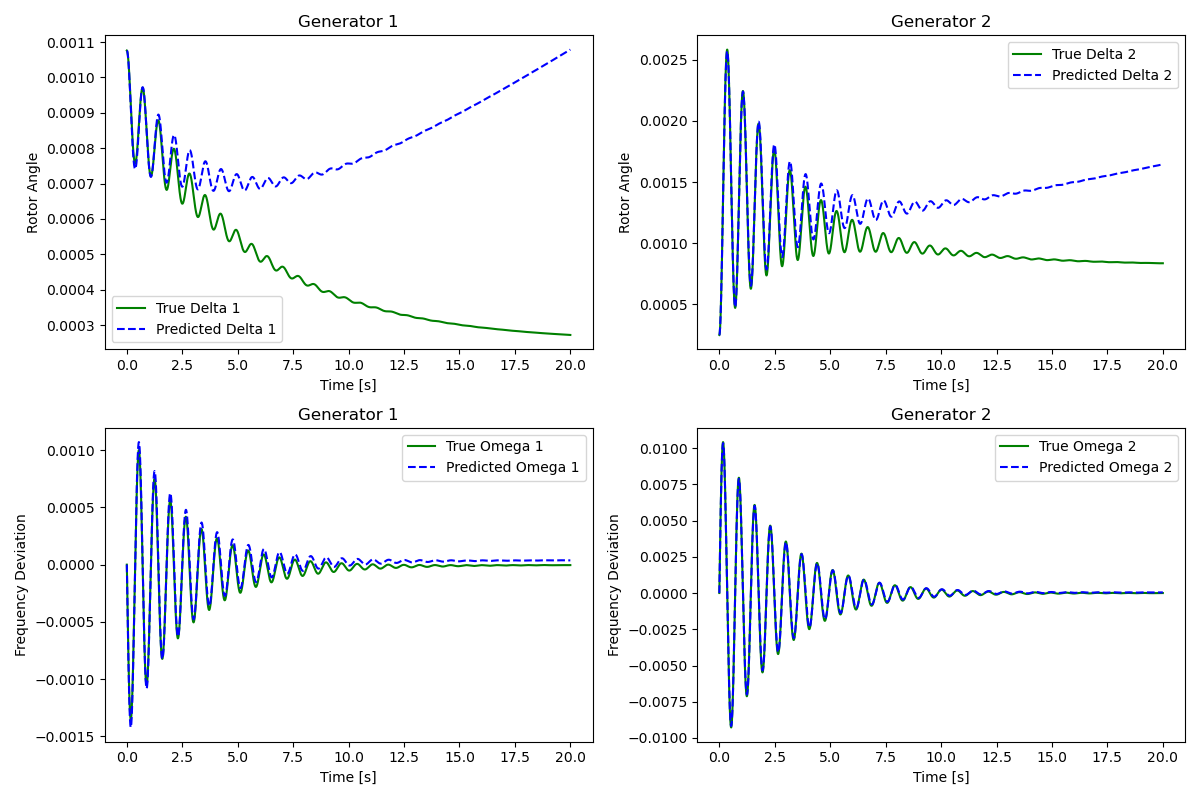 Generator 1
0.0011
0.0010
0.0009
0.0008
0.0007
0.0006
0.0005
0.0004
0.0003
Rotor Angle
True Delta 1
Predicted Delta 1
0.0 2.5 5.0 7.5 10.0 12.5 15.0 17.5 20.0
Time [s]
Generator 2
0.0025
0.0020
0.0015
0.0010
0.0005
Rotor Angle
True Delta 2
Predicted Delta 2
0.0 2.5 5.0 7.5 10.0 12.5 15.0 17.5 20.0
Time [s]
Generator 1
0.0010
0.0005
0.0000
−0.0005
−0.0010
−0.0015
Frequency Deviation
True Omega 1
Predicted Omega 1
0.0 2.5 5.0 7.5 10.0 12.5 15.0 17.5 20.0
Time [s]
Generator 2
0.0100
0.0075
0.0050
0.0025
0.0000
−0.0025
−0.0050
−0.0075
−0.0100
Frequency Deviation
True Omega 2
Predicted Omega 2
0.0 2.5 5.0 7.5 10.0 12.5 15.0 17.5 20.0
Time [s]